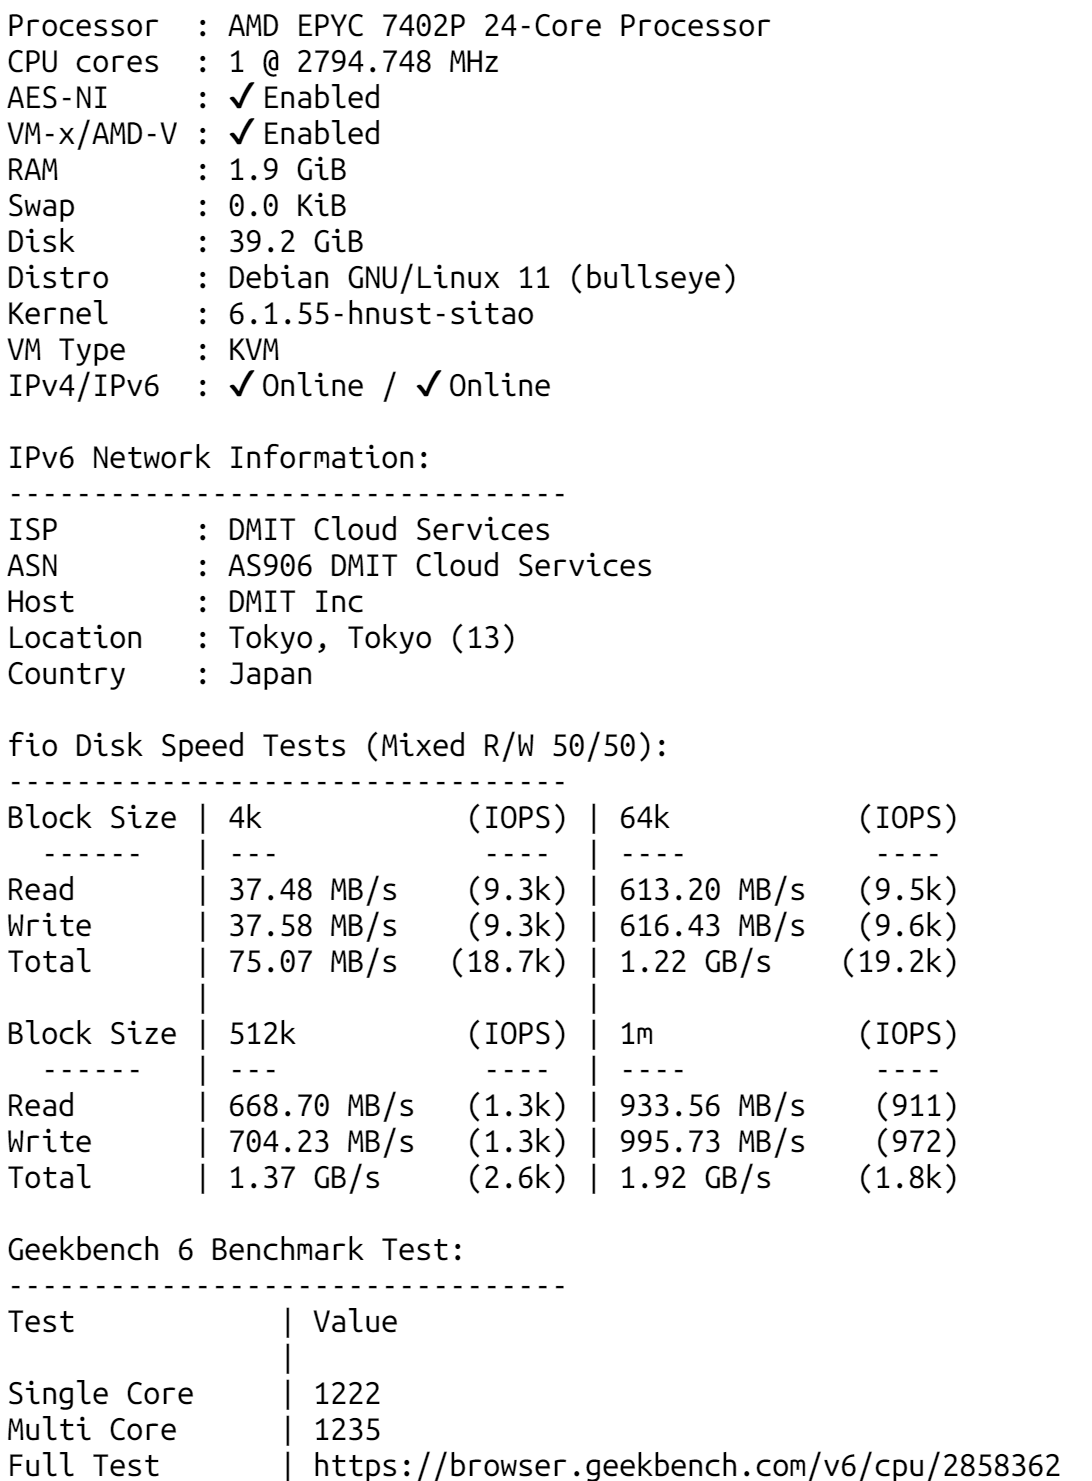 Processor  : AMD EPYC 7402P 24-Core Processor
CPU cores  : 1 @ 2794.748 MHz
AES-NI     : ✔ Enabled
VM-x/AMD-V : ✔ Enabled
RAM        : 1.9 GiB
Swap       : 0.0 KiB
Disk       : 39.2 GiB
Distro     : Debian GNU/Linux 11 (bullseye)
Kernel     : 6.1.55-hnust-sitao
VM Type    : KVM
IPv4/IPv6  : ✔ Online / ✔ Online

IPv6 Network Information:
---------------------------------
ISP        : DMIT Cloud Services
ASN        : AS906 DMIT Cloud Services
Host       : DMIT Inc
Location   : Tokyo, Tokyo (13)
Country    : Japan

fio Disk Speed Tests (Mixed R/W 50/50):
---------------------------------
Block Size | 4k            (IOPS) | 64k           (IOPS)
  ------   | ---            ----  | ----           ----
Read       | 37.48 MB/s    (9.3k) | 613.20 MB/s   (9.5k)
Write      | 37.58 MB/s    (9.3k) | 616.43 MB/s   (9.6k)
Total      | 75.07 MB/s   (18.7k) | 1.22 GB/s    (19.2k)
           |                      |
Block Size | 512k          (IOPS) | 1m            (IOPS)
  ------   | ---            ----  | ----           ----
Read       | 668.70 MB/s   (1.3k) | 933.56 MB/s    (911)
Write      | 704.23 MB/s   (1.3k) | 995.73 MB/s    (972)
Total      | 1.37 GB/s     (2.6k) | 1.92 GB/s     (1.8k)

Geekbench 6 Benchmark Test:
---------------------------------
Test            | Value
                |
Single Core     | 1222
Multi Core      | 1235
Full Test       | https://browser.geekbench.com/v6/cpu/2858362